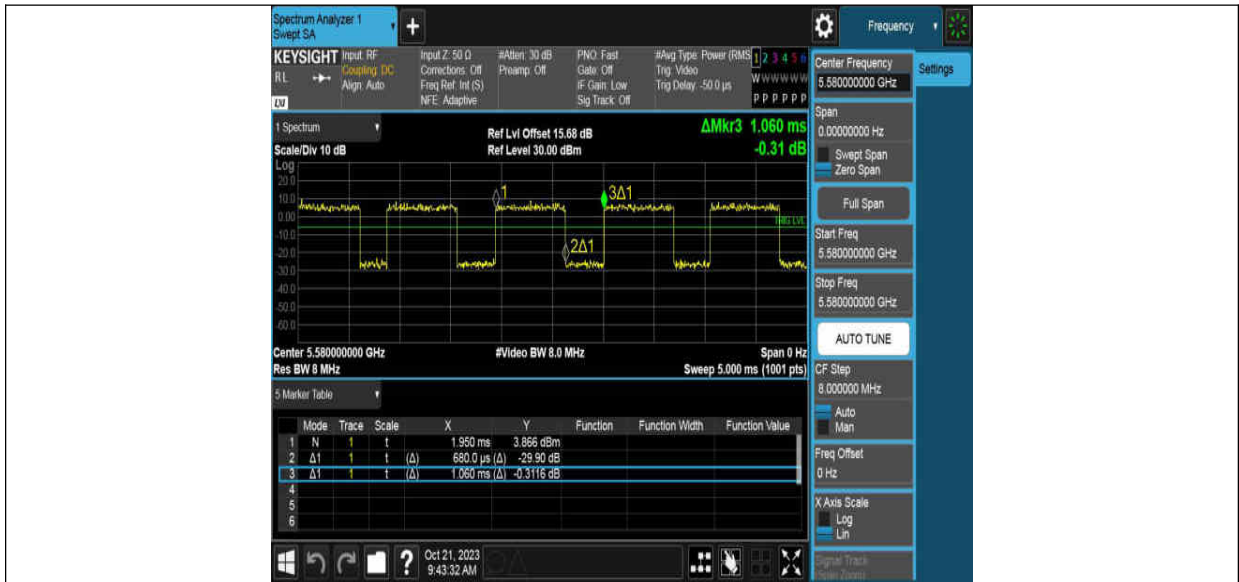 Spectrum Analyzer 1
Swept SA
+
Frequency
KEYSIGHT
RL
LXI
Input: RF
Coupling: DC
Align: Auto
Input Z: 50 Ω
Corrections: Off
Freq Ref: Int (S)
NFE: Adaptive
#Atten: 30 dB
Preamp: Off
PNO: Fast
Gate: Off
IF Gain: Low
Sig Track: Off
#Avg Type: Power (RMS
Trig: Video
Trig Delay: -50.0 µs
1 2 3 4 5 6
W W W W W W
P P P P P P
Center Frequency
5.580000000 GHz
Settings
Span
0.00000000 Hz
Swept Span
Zero Span
Full Span
Start Freq
5.580000000 GHz
Stop Freq
5.580000000 GHz
AUTO TUNE
CF Step
8.000000 MHz
Auto
Man
Freq Offset
0 Hz
X Axis Scale
Log
Lin
Signal Track
(Span Zoom)
1 Spectrum
Scale/Div 10 dB
Ref Lvl Offset 15.68 dB
Ref Level 30.00 dBm
ΔMkr3 1.060 ms
-0.31 dB
Log
20.0
10.0
0.00
-10.0
-20.0
-30.0
-40.0
-50.0
-60.0
1
2Δ1
3Δ1
TRIG LVL
Center 5.580000000 GHz
Res BW 8 MHz
#Video BW 8.0 MHz
Span 0 Hz
Sweep 5.000 ms (1001 pts)
5 Marker Table
Mode Trace Scale X Y Function Function Width Function Value
1 N 1 t 1.950 ms 3.866 dBm
2 Δ1 1 t (Δ) 680.0 µs (Δ) -29.90 dB
3 Δ1 1 t (Δ) 1.060 ms (Δ) -0.3116 dB
4
5
6
?
Oct 21, 2023
9:43:32 AM